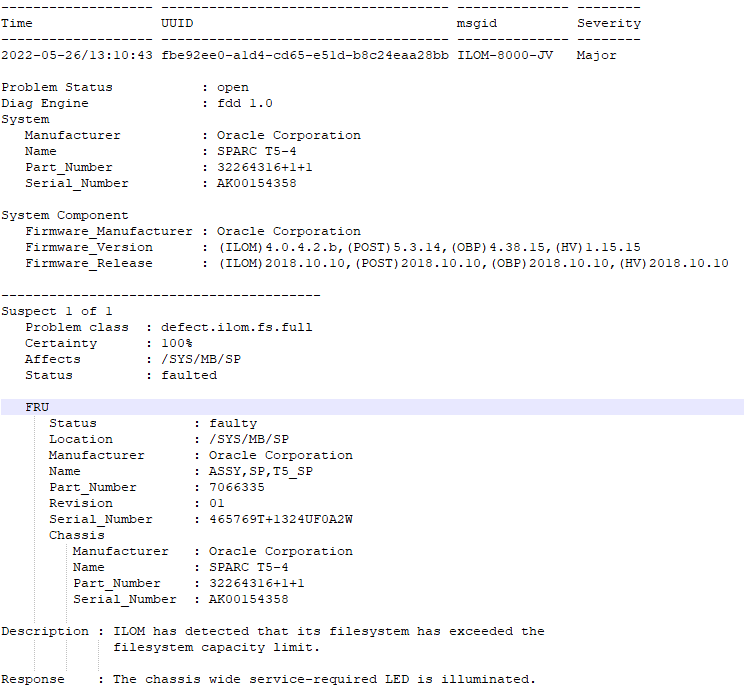 ------------------- ------------------------------------ -------------- --------
Time                UUID                                 msgid          Severity
------------------- ------------------------------------ -------------- --------
2022-05-26/13:10:43 fbe92ee0-a1d4-cd65-e51d-b8c24eaa28bb ILOM-8000-JV   Major
Problem Status           : open
Diag Engine              : fdd 1.0
System
   Manufacturer          : Oracle Corporation
   Name                  : SPARC T5-4
   Part_Number           : 32264316+1+1
   Serial_Number         : AK00154358
System Component
   Firmware_Manufacturer : Oracle Corporation
   Firmware_Version      : (ILOM)4.0.4.2.b,(POST)5.3.14,(OBP)4.38.15,(HV)1.15.15
   Firmware_Release      : (ILOM)2018.10.10,(POST)2018.10.10,(OBP)2018.10.10,(HV)2018.10.10
----------------------------------------
Suspect 1 of 1
   Problem class  : defect.ilom.fs.full
   Certainty      : 100%
   Affects        : /SYS/MB/SP
   Status         : faulted
   FRU
      Status            : faulty
      Location          : /SYS/MB/SP
      Manufacturer      : Oracle Corporation
      Name              : ASSY,SP,T5_SP
      Part_Number       : 7066335
      Revision          : 01
      Serial_Number     : 465769T+1324UF0A2W
      Chassis
         Manufacturer   : Oracle Corporation
         Name           : SPARC T5-4
         Part_Number    : 32264316+1+1
         Serial_Number  : AK00154358
Description : ILOM has detected that its filesystem has exceeded the
              filesystem capacity limit.
Response    : The chassis wide service-required LED is illuminated.